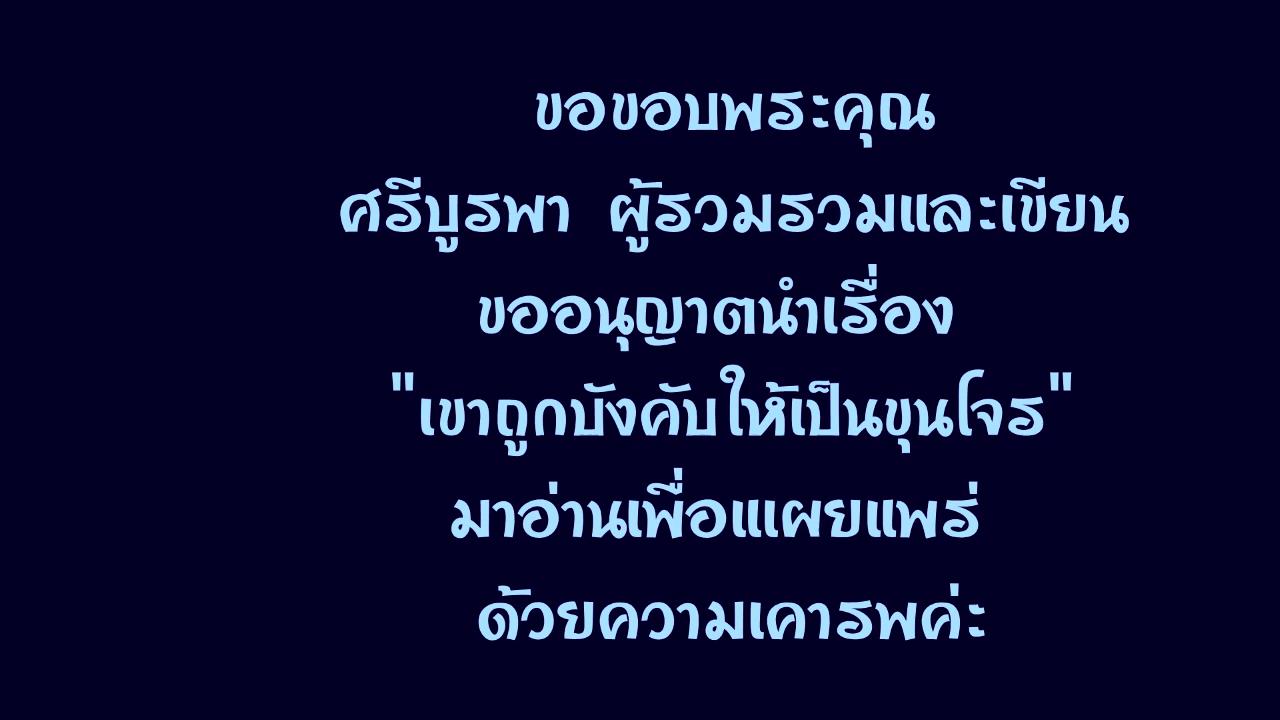 ขอขอบพระคุณ
ศรีบูรพา ผู้รวมรวมและเขียน
ขออนุญาตนำเรื่อง
"เขาถูกบังคับให้เป็นขุนโจร"
มาอ่านเพื่อแเผยแพร่
ด้วยความเคารพค่ะ